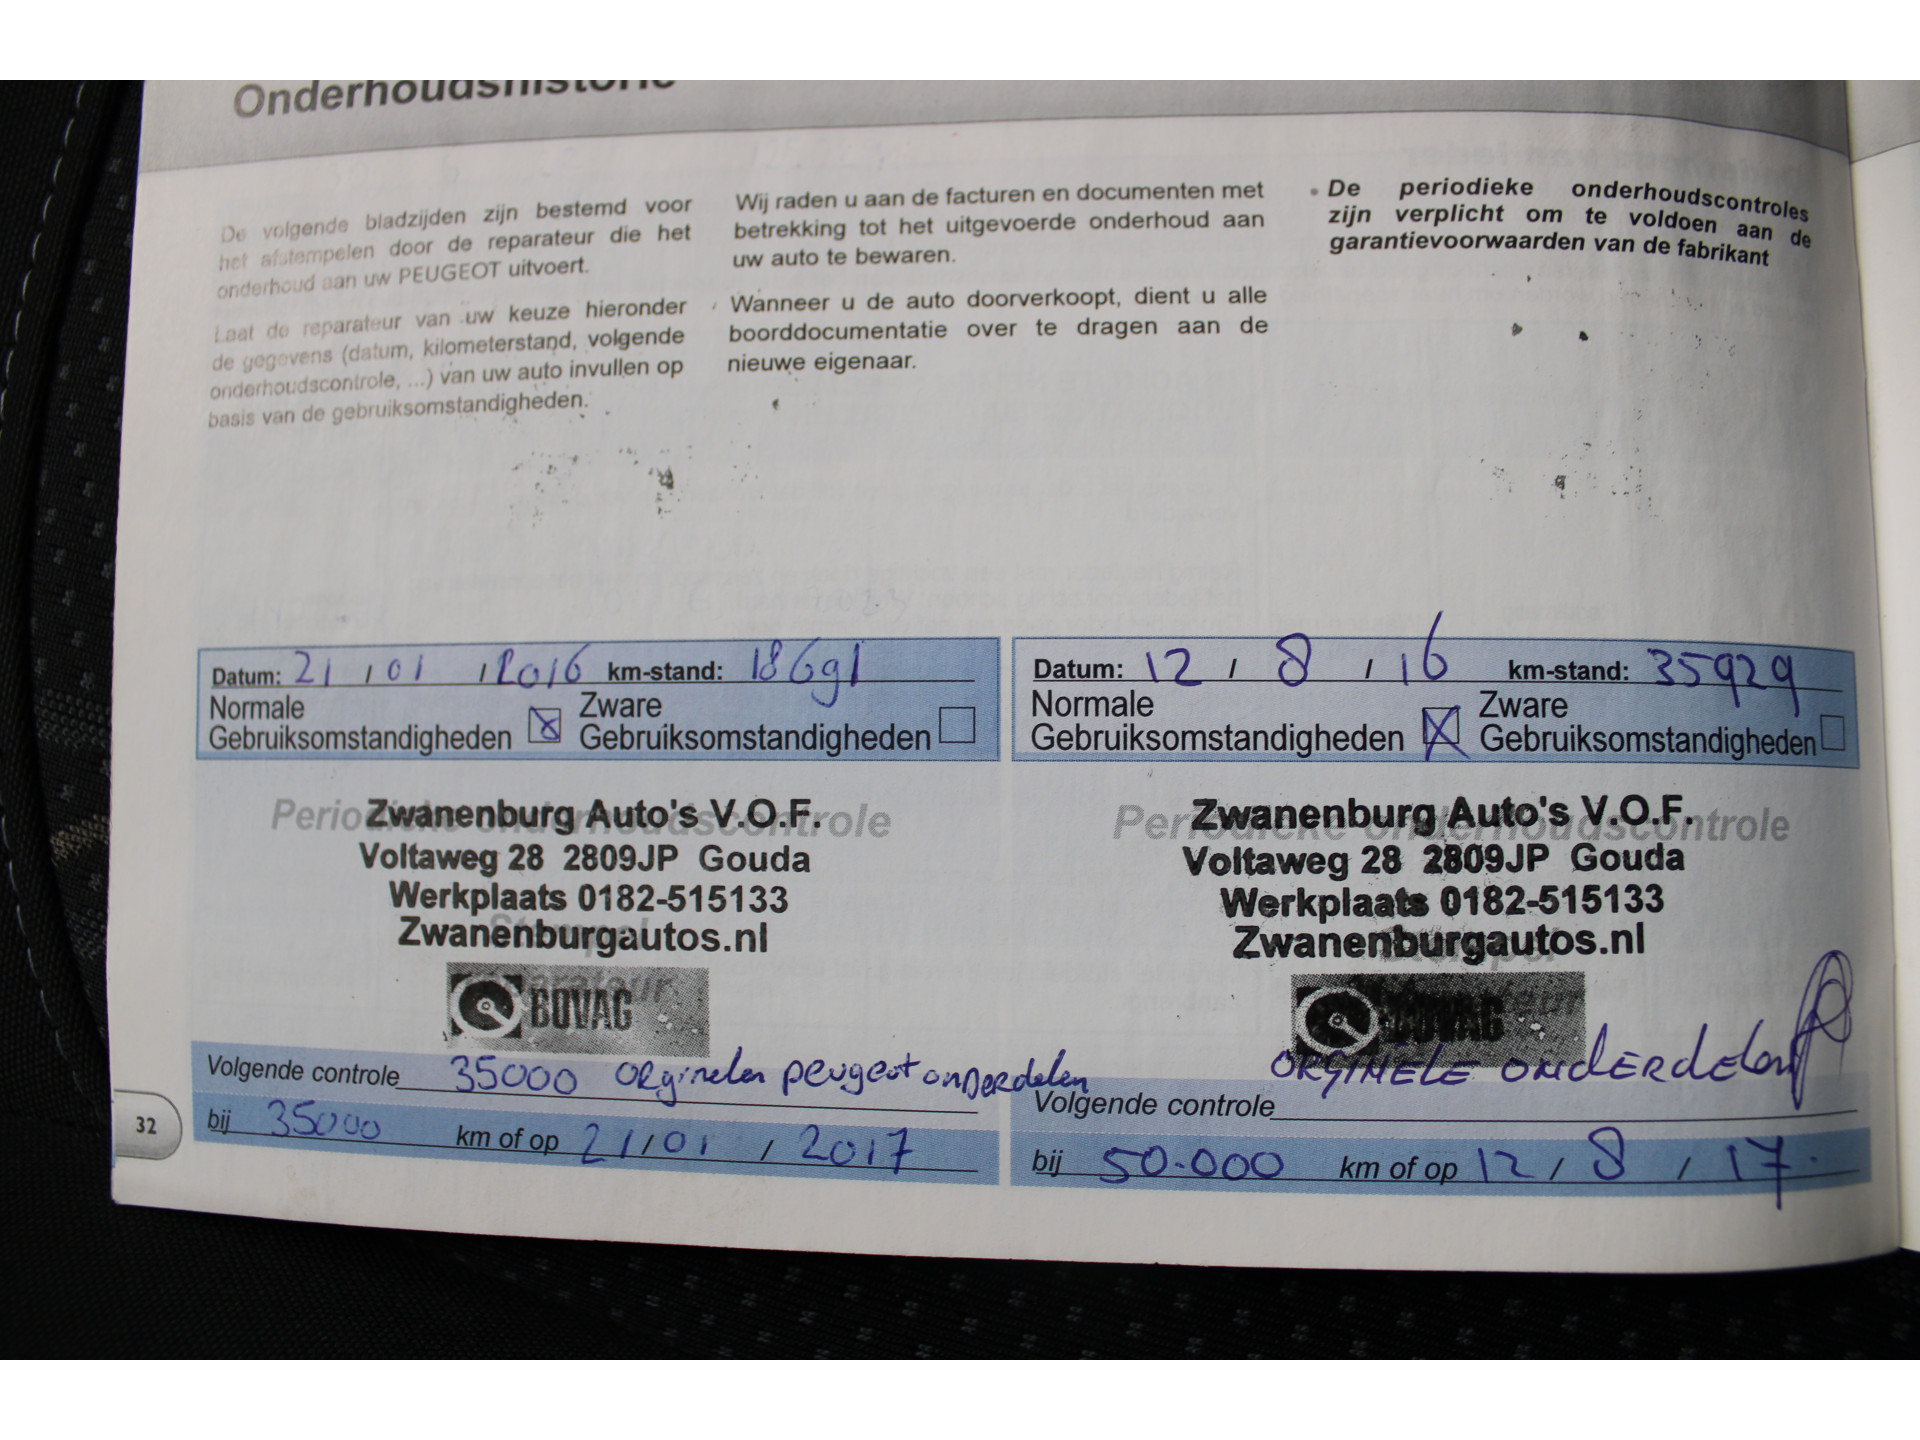 Onderhoudshistorie
De volgende bladzijden zijn bestemd voor
het afstempelen door de reparateur die het
onderhoud aan uw PEUGEOT uitvoert.
Laat de reparateur van uw keuze hieronder
de gegevens (datum, kilometerstand, volgende
onderhoudscontrole, ...) van uw auto invullen op
basis van de gebruiksomstandigheden.
Wij raden u aan de facturen en documenten met
betrekking tot het uitgevoerde onderhoud aan
uw auto te bewaren.
Wanneer u de auto doorverkoopt, dient u alle
boorddocumentatie over te dragen aan de
nieuwe eigenaar.
• De periodieke onderhoudscontroles
zijn verplicht om te voldoen aan de
garantievoorwaarden van de fabrikant
Datum: 21 / 01 / 2016 km-stand: 18691
Normale
Gebruiksomstandigheden
Zware
Gebruiksomstandigheden
Periodieke onderhoudscontrole
Zwanenburg Auto's V.O.F.
Voltaweg 28 2809JP Gouda
Werkplaats 0182-515133
Stempel
Zwanenburgautos.nl
reparateur
BOVAG
Volgende controle 35000 orginelen peugeot onderdelen
bij 35000 km of op 21 / 01 / 2017
Datum: 12 / 8 / 16 km-stand: 35929
Normale
Gebruiksomstandigheden
Zware
Gebruiksomstandigheden
Periodieke onderhoudscontrole
Zwanenburg Auto's V.O.F.
Voltaweg 28 2809JP Gouda
Werkplaats 0182-515133
Stempel
Zwanenburgautos.nl
reparateur
BOVAG
ORGINELE ONDERDELEN
Volgende controle
bij 50.000 km of op 12 / 8 / 17.
32